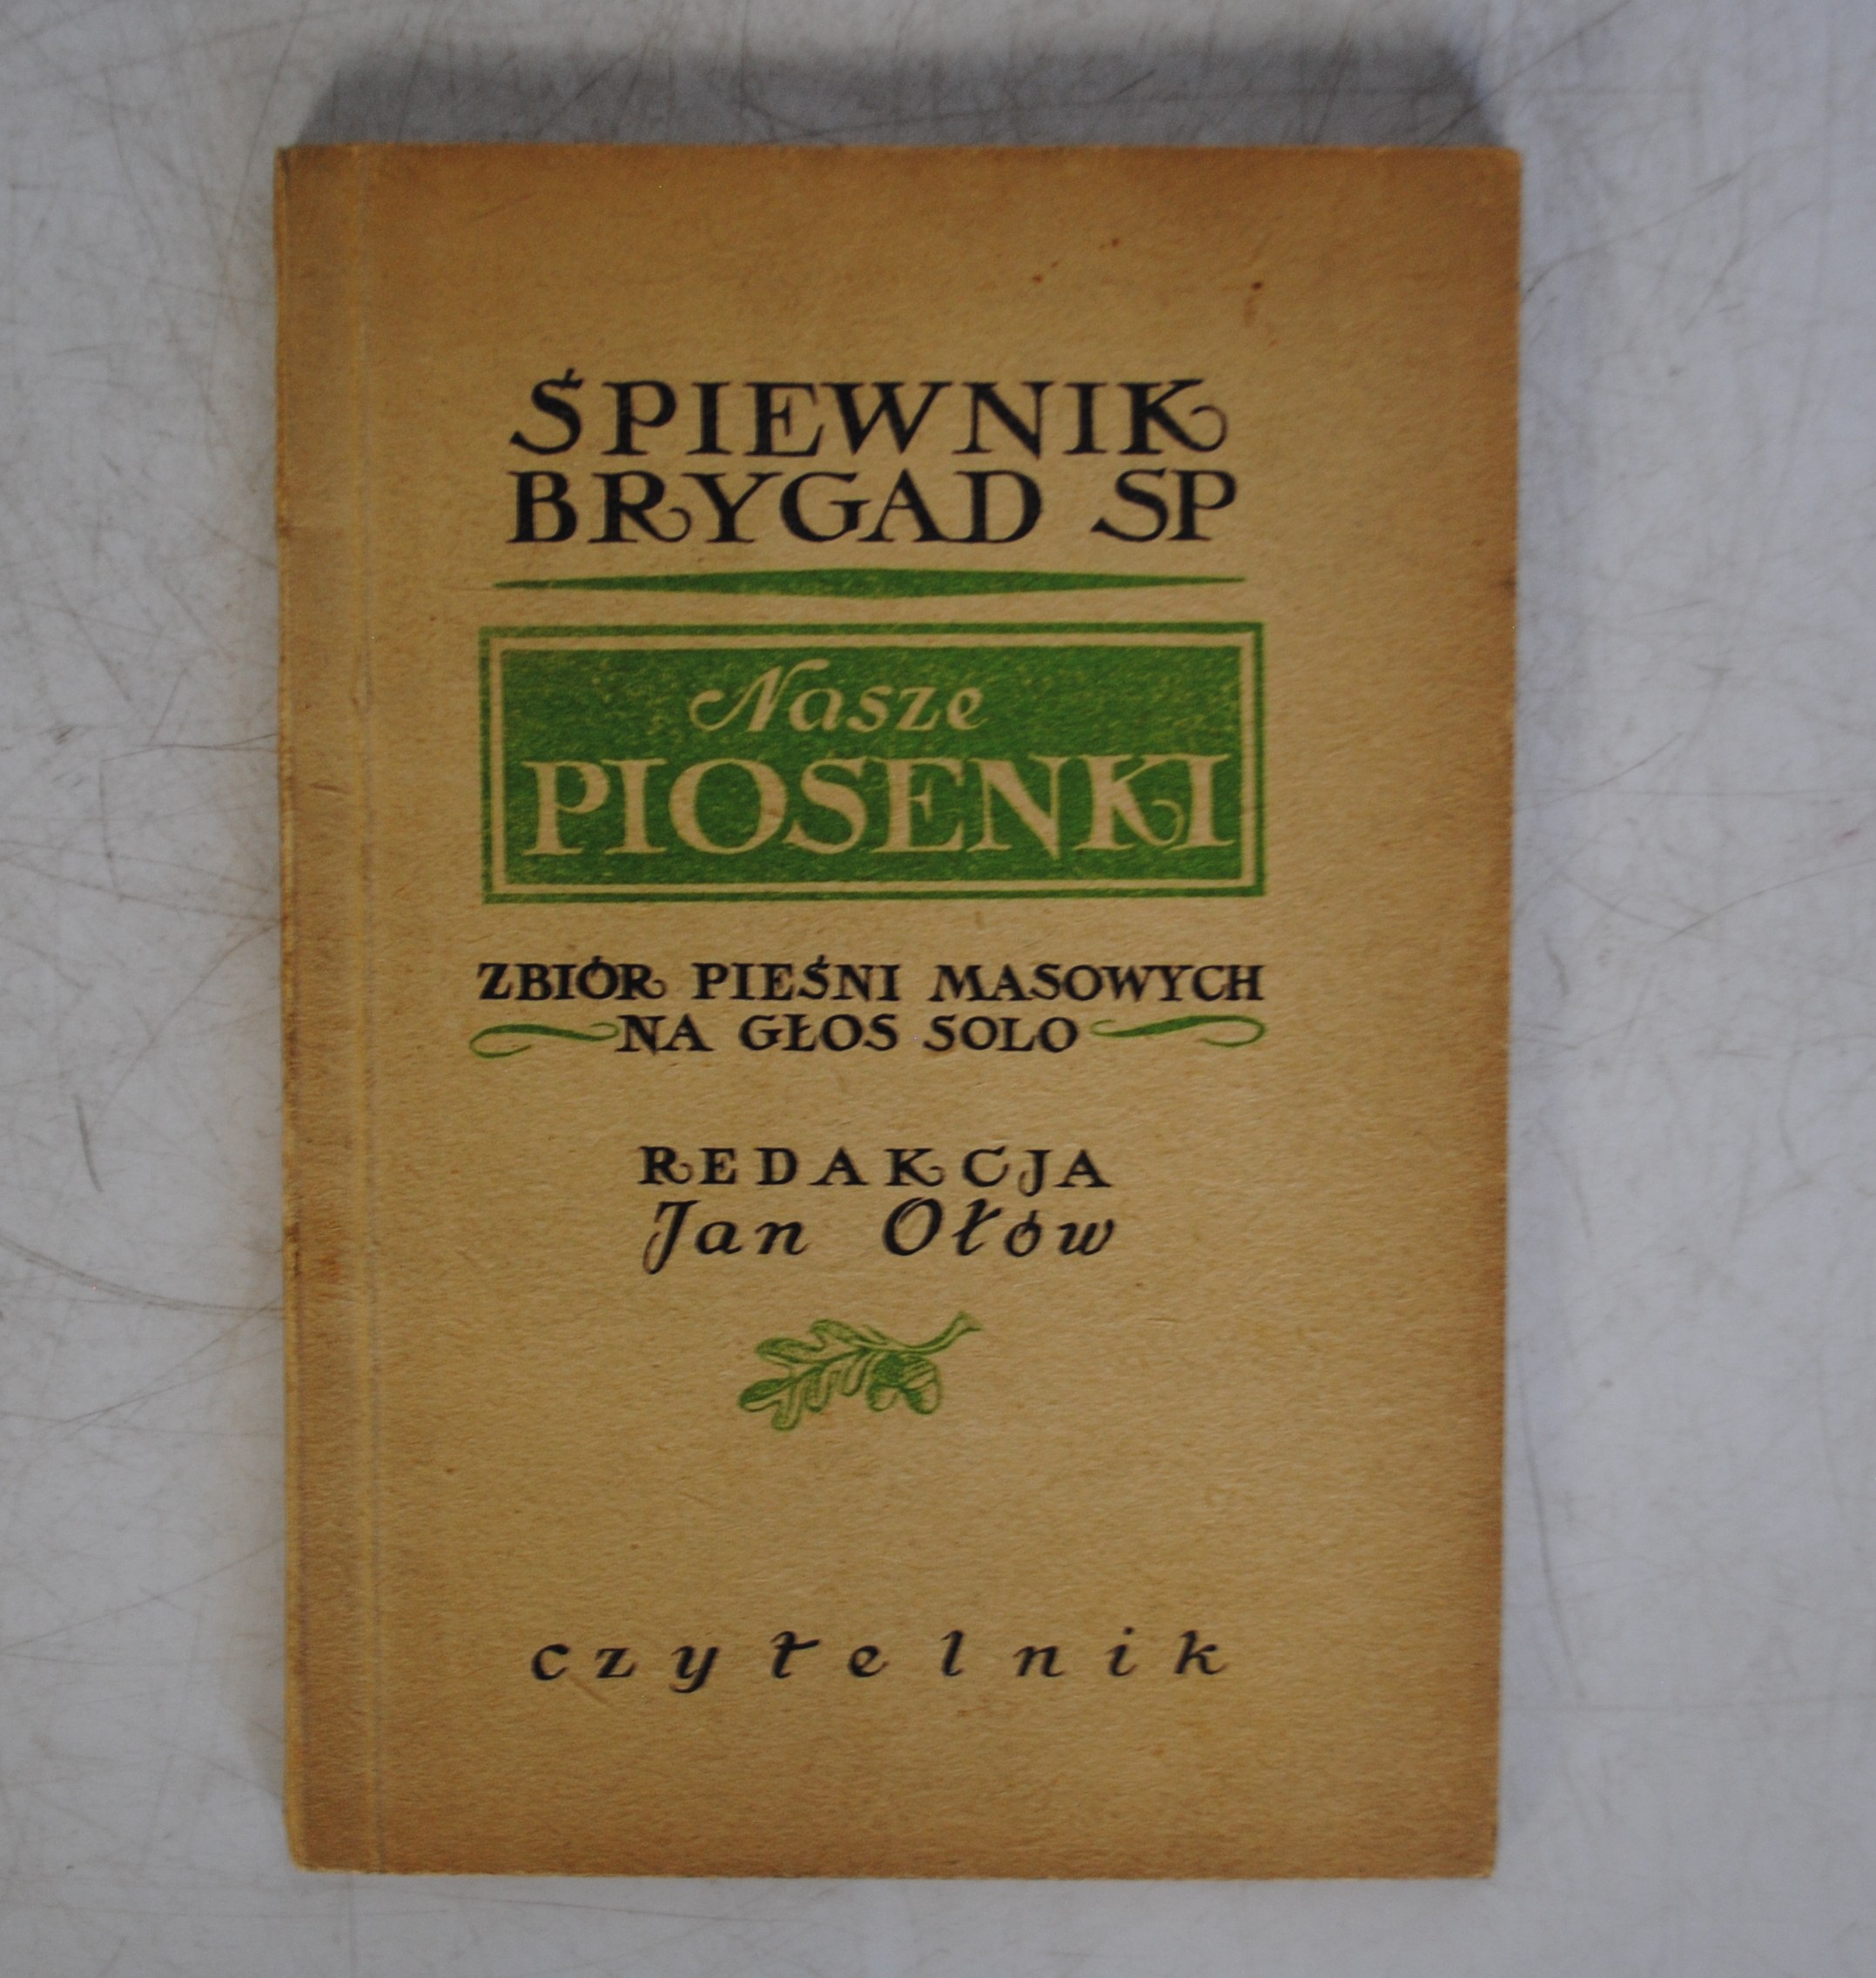 ŚPIEWNIK
BRYGAD SP
Nasze
PIOSENKI
ZBIÓR PIEŚNI MASOWYCH
NA GŁOS SOLO
REDAKCJA
Jan Ołów
czytelnik